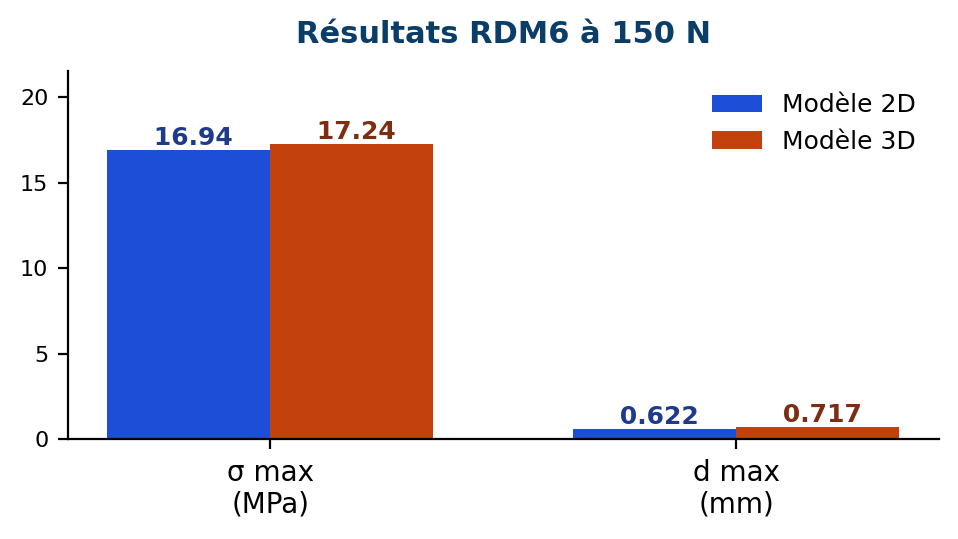 Résultats RDM6 à 150 N
Modèle 2D
Modèle 3D
20
15
10
5
0
16.94
17.24
0.622
0.717
σ max
(MPa)
d max
(mm)